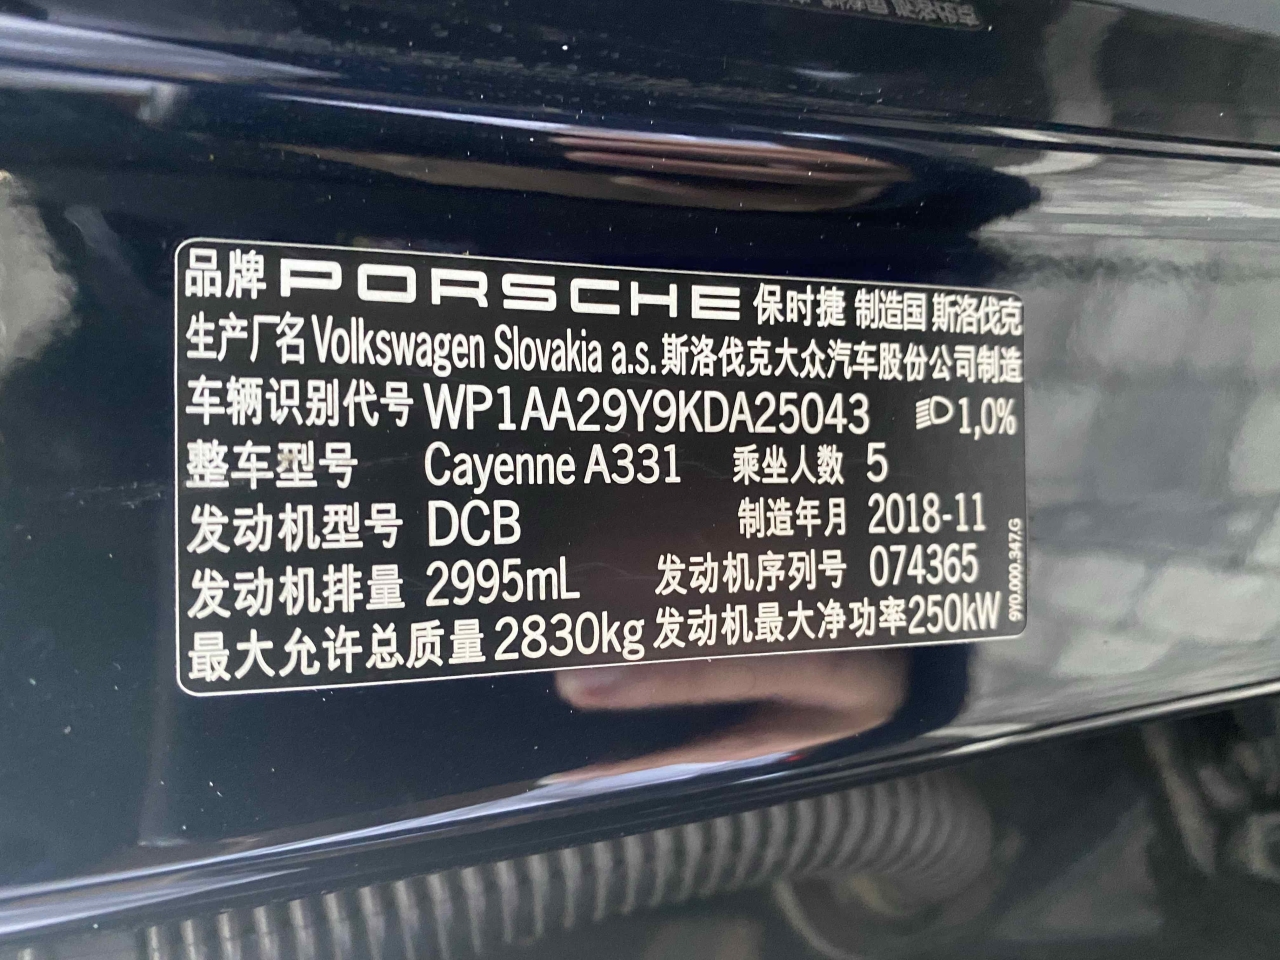 品牌 PORSCHE 保时捷 制造国 斯洛伐克
生产厂名 Volkswagen Slovakia a.s. 斯洛伐克大众汽车股份公司制造
车辆识别代号 WP1AA29Y9KDA25043 1,0%
整车型号 Cayenne A331 乘坐人数 5
发动机型号 DCB 制造年月 2018-11
发动机排量 2995mL 发动机序列号 074365
最大允许总质量 2830kg 发动机最大净功率 250kW
9Y0.000.347.G